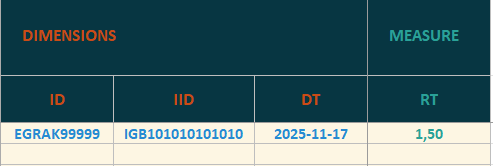 DIMENSIONS MEASURE
ID IID DT RT
EGRAK99999 IGB101010101010 2025-11-17 1,50